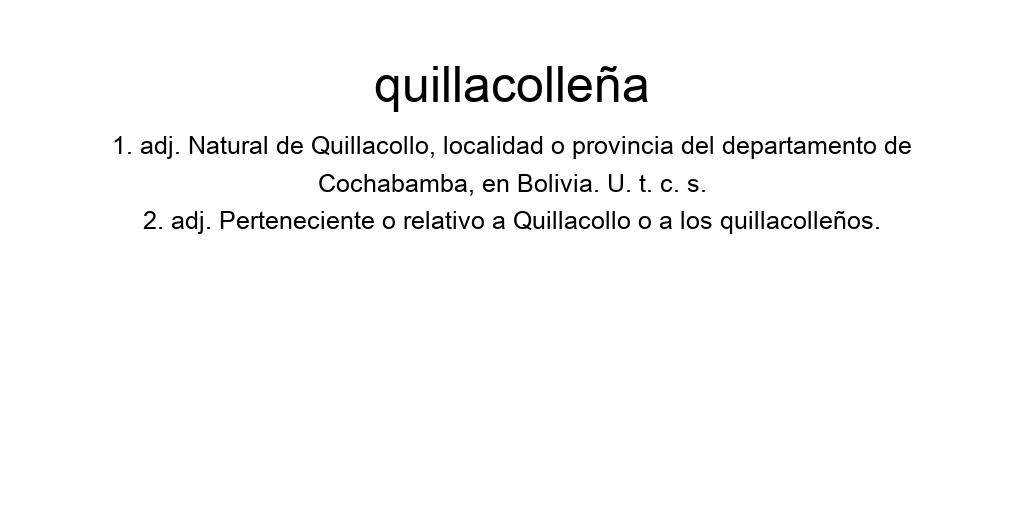 quillacolleña
1. adj. Natural de Quillacollo, localidad o provincia del departamento de
Cochabamba, en Bolivia. U. t. c. s.
2. adj. Perteneciente o relativo a Quillacollo o a los quillacolleños.